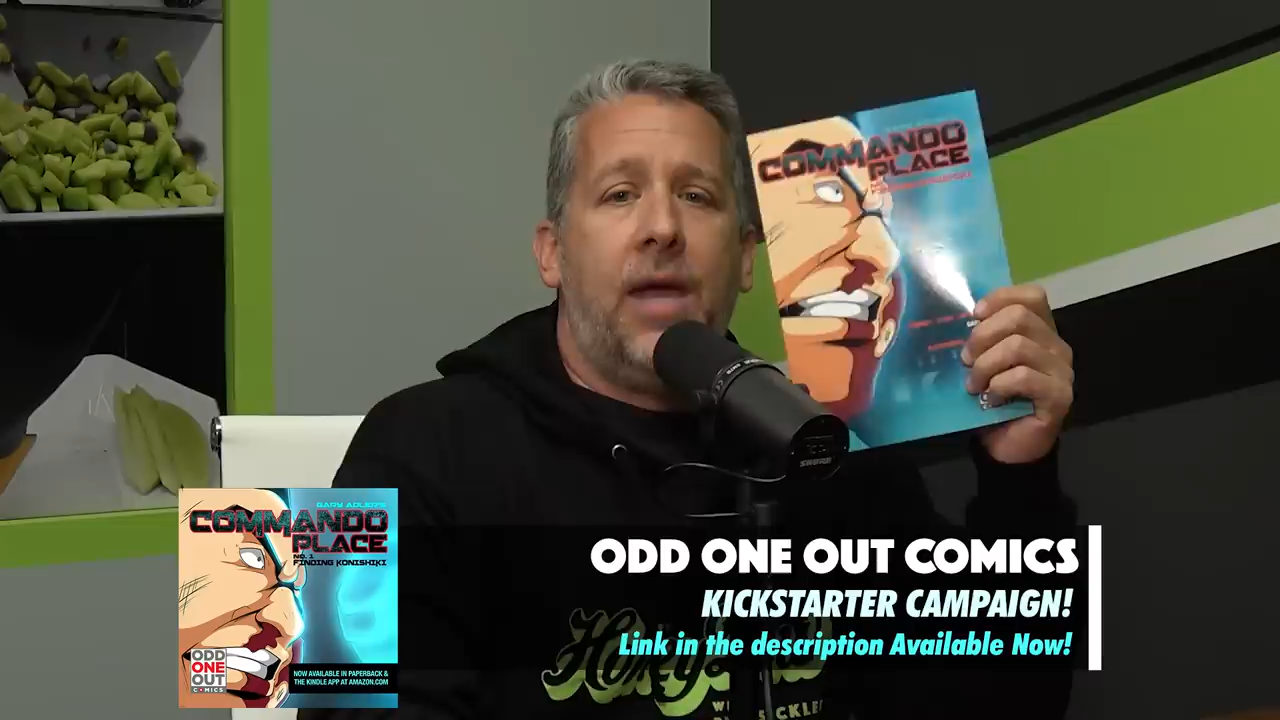 COMMANDO
PLACE
SHURE
GARY ADLER'S
COMMANDO
PLACE
NO. 1
FINDING KONISHIKI
ODD
ONE
OUT
COMICS
NOW AVAILABLE IN PAPERBACK &
THE KINDLE APP AT AMAZON.COM
ODD ONE OUT COMICS
KICKSTARTER CAMPAIGN!
Link in the description Available Now!